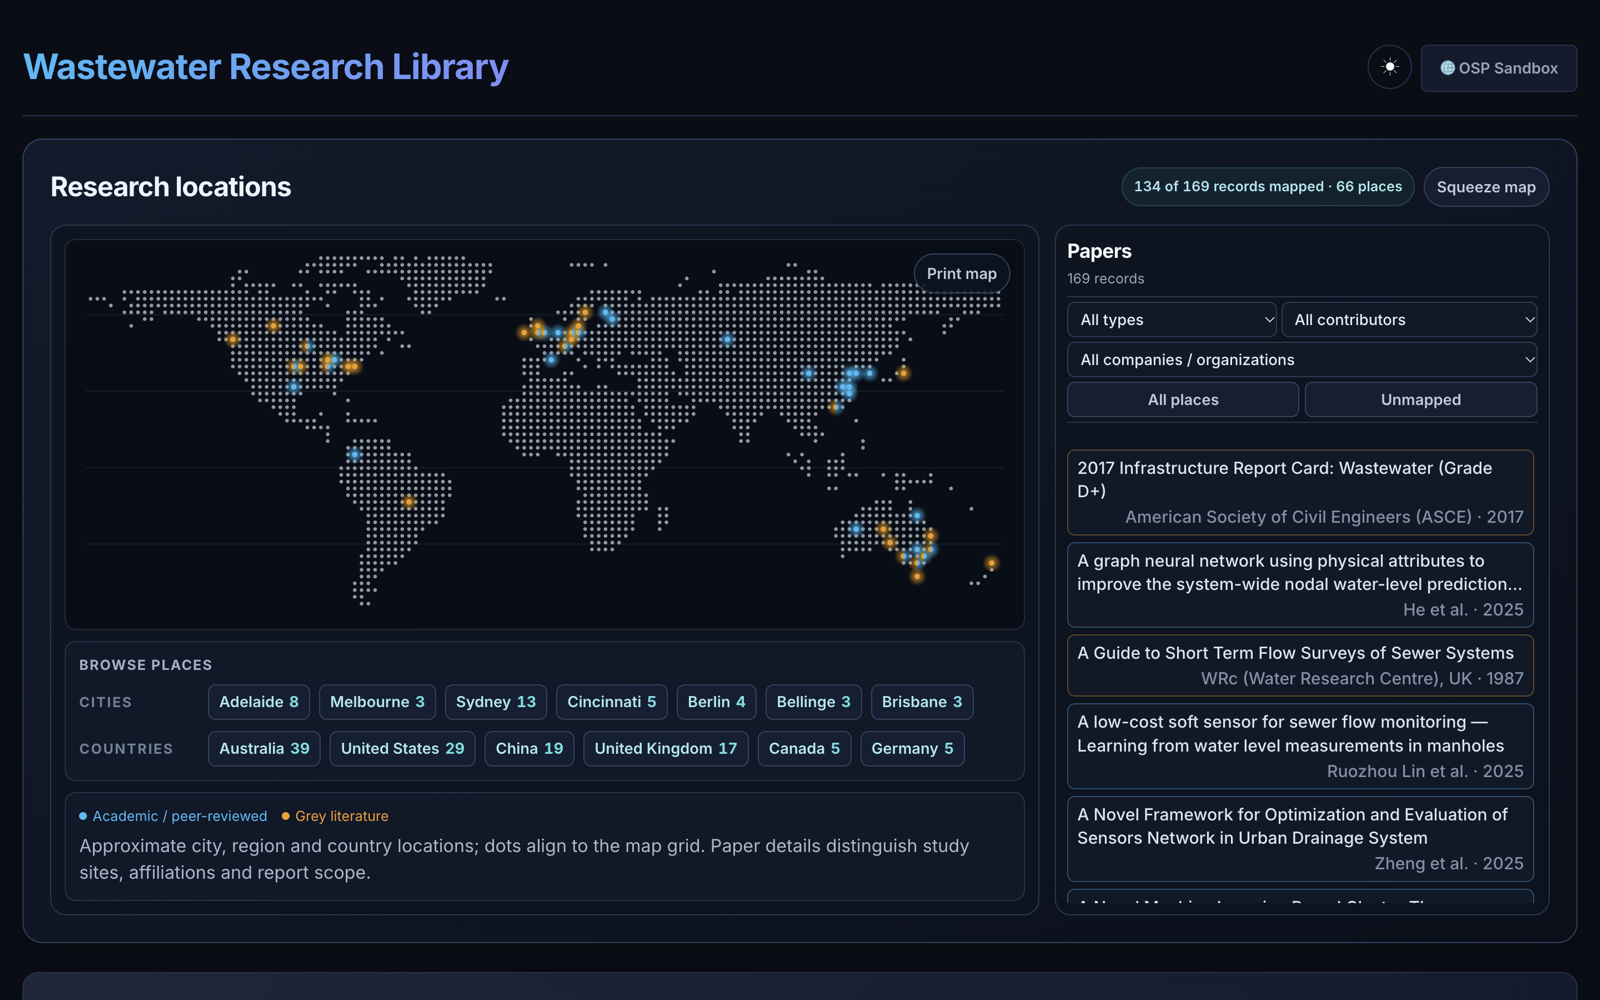 Wastewater Research Library
OSP Sandbox
Research locations
134 of 169 records mapped · 66 places
Squeeze map
Print map
BROWSE PLACES
CITIES
Adelaide 8
Melbourne 3
Sydney 13
Cincinnati 5
Berlin 4
Bellinge 3
Brisbane 3
COUNTRIES
Australia 39
United States 29
China 19
United Kingdom 17
Canada 5
Germany 5
Academic / peer-reviewed
Grey literature
Approximate city, region and country locations; dots align to the map grid. Paper details distinguish study
sites, affiliations and report scope.
Papers
169 records
All types
All contributors
All companies / organizations
All places
Unmapped
2017 Infrastructure Report Card: Wastewater (Grade
D+)
American Society of Civil Engineers (ASCE) · 2017
A graph neural network using physical attributes to
improve the system-wide nodal water-level prediction...
He et al. · 2025
A Guide to Short Term Flow Surveys of Sewer Systems
WRc (Water Research Centre), UK · 1987
A low-cost soft sensor for sewer flow monitoring —
Learning from water level measurements in manholes
Ruozhou Lin et al. · 2025
A Novel Framework for Optimization and Evaluation of
Sensors Network in Urban Drainage System
Zheng et al. · 2025